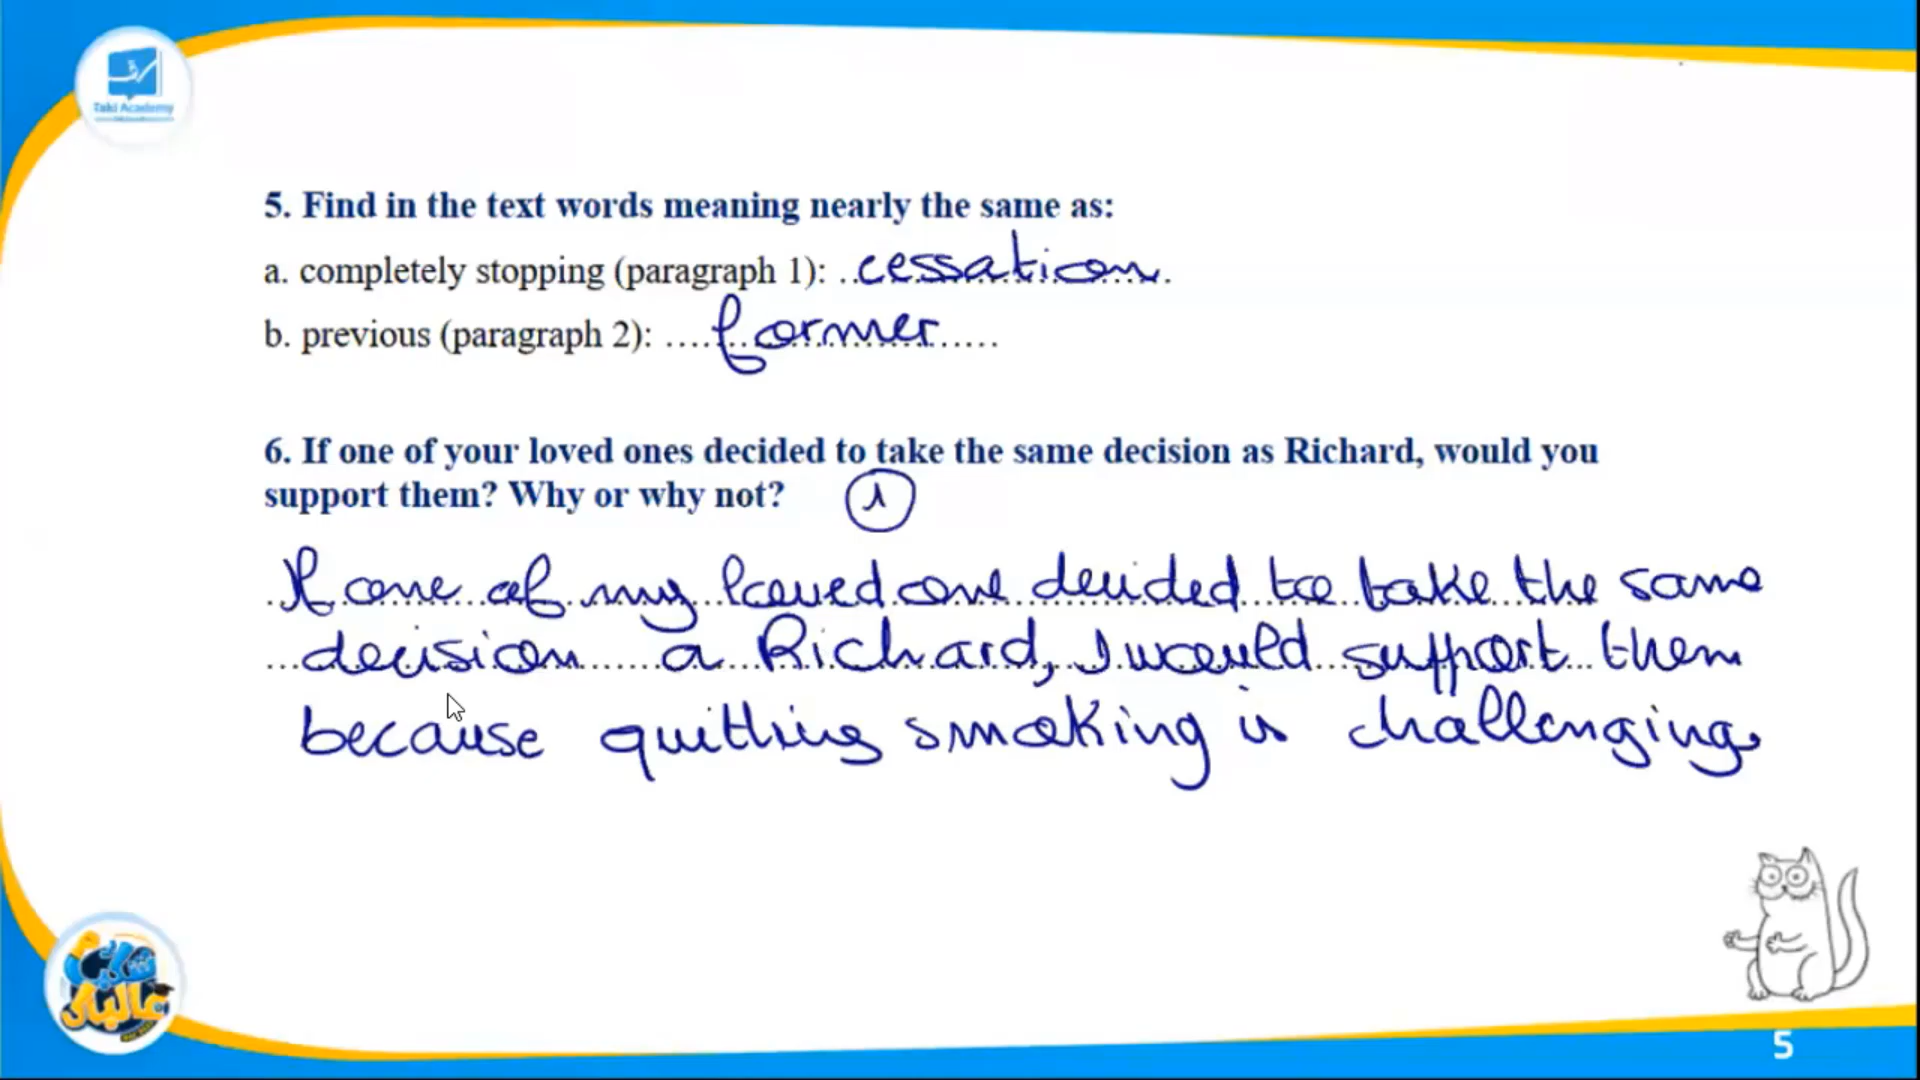 Taki Academy
5. Find in the text words meaning nearly the same as:
a. completely stopping (paragraph 1): ..cessation.
b. previous (paragraph 2): ....former.....
6. If one of your loved ones decided to take the same decision as Richard, would you
support them? Why or why not? 1
If one of my loved one decided to take the same
decision a Richard, I would support them
because quitting smoking is challenging.
5